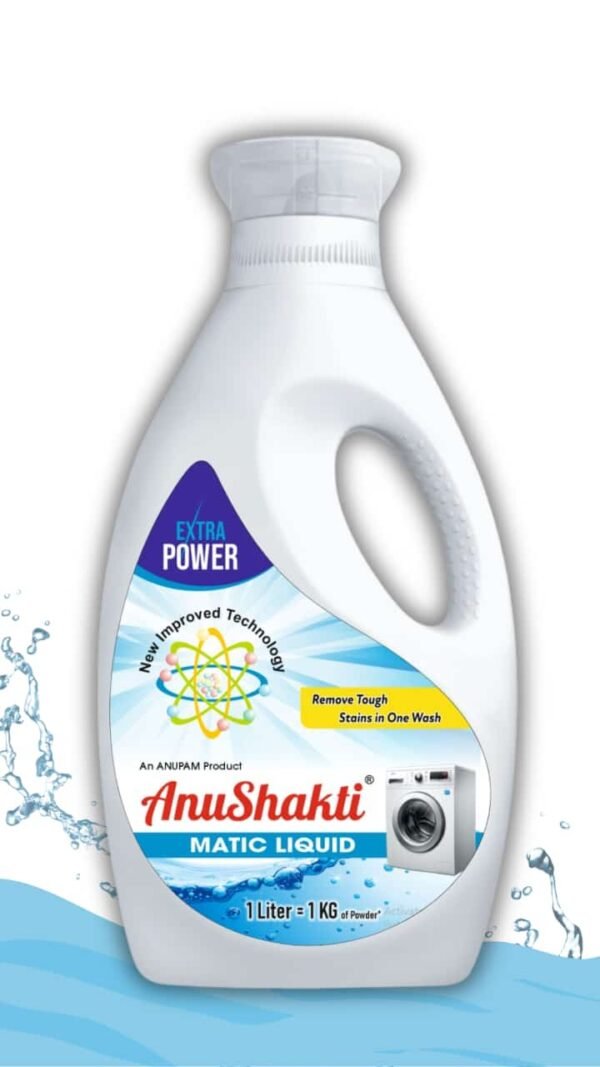 EXTRA
POWER
New Improved Technology
Remove Tough
Stains in One Wash
An ANUPAM Product
AnuShakti®
MATIC LIQUID
1 Liter = 1 KG of Powder*